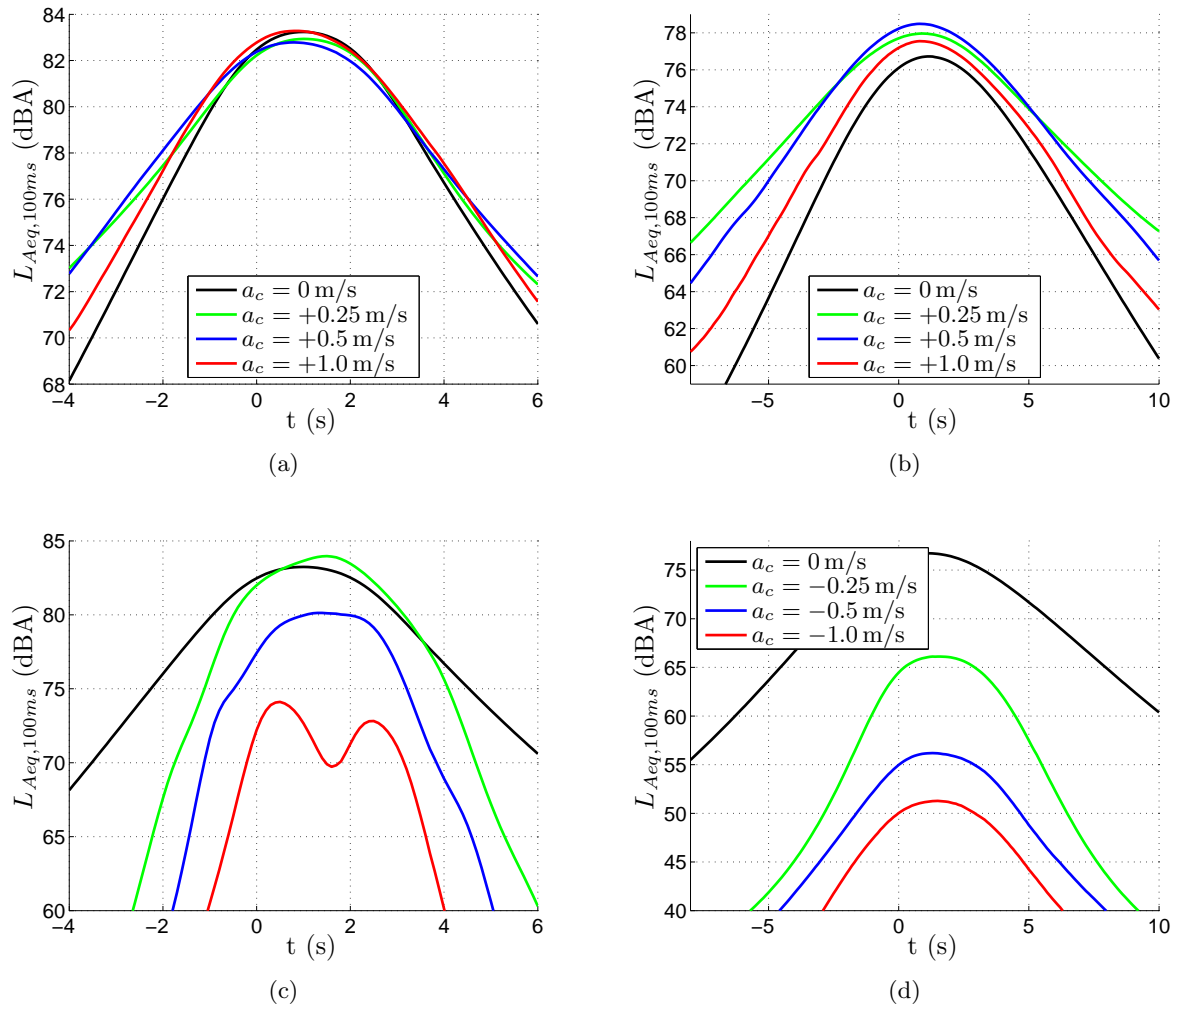 84
82
80
78
76
74
72
70
68
L_{Aeq,100ms} (dBA)
a_c = 0 m/s
a_c = +0.25 m/s
a_c = +0.5 m/s
a_c = +1.0 m/s
−4 −2 0 2 4 6
t (s)
(a)
78
76
74
72
70
68
66
64
62
60
L_{Aeq,100ms} (dBA)
a_c = 0 m/s
a_c = +0.25 m/s
a_c = +0.5 m/s
a_c = +1.0 m/s
−5 0 5 10
t (s)
(b)
85
80
75
70
65
60
L_{Aeq,100ms} (dBA)
−4 −2 0 2 4 6
t (s)
(c)
75
70
65
60
55
50
45
40
L_{Aeq,100ms} (dBA)
a_c = 0 m/s
a_c = −0.25 m/s
a_c = −0.5 m/s
a_c = −1.0 m/s
−5 0 5 10
t (s)
(d)